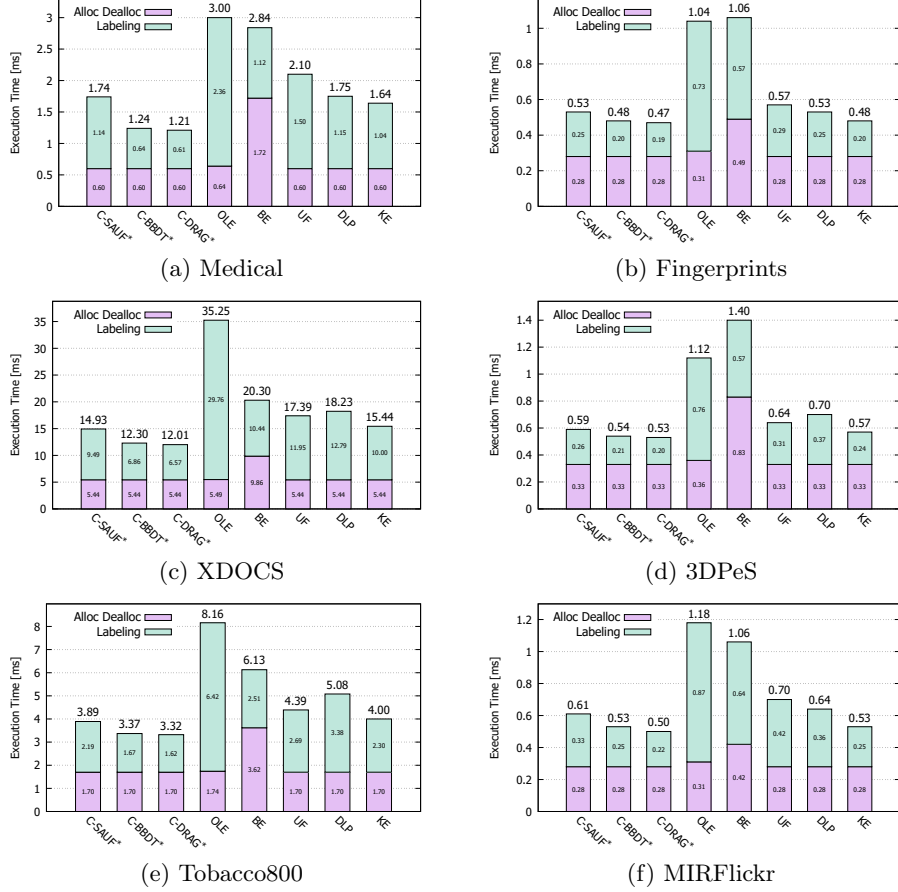 Execution Time [ms]
3
2.5
2
1.5
1
0.5
0
Alloc Dealloc
Labeling
1.74 1.24 1.21 3.00 2.84 2.10 1.75 1.64
1.14 0.64 0.61 2.36 1.12 1.50 1.15 1.04
0.60 0.60 0.60 0.64 1.72 0.60 0.60 0.60
C-SAUF* C-BBDT* C-DRAG* OLE BE UF DLP KE
(a) Medical
Execution Time [ms]
1
0.8
0.6
0.4
0.2
0
Alloc Dealloc
Labeling
0.53 0.48 0.47 1.04 1.06 0.57 0.53 0.48
0.25 0.20 0.19 0.73 0.57 0.29 0.25 0.20
0.28 0.28 0.28 0.31 0.49 0.28 0.28 0.28
C-SAUF* C-BBDT* C-DRAG* OLE BE UF DLP KE
(b) Fingerprints
Execution Time [ms]
35
30
25
20
15
10
5
0
Alloc Dealloc
Labeling
14.93 12.30 12.01 35.25 20.30 17.39 18.23 15.44
9.49 6.86 6.57 29.76 10.44 11.95 12.79 10.00
5.44 5.44 5.44 5.49 9.86 5.44 5.44 5.44
C-SAUF* C-BBDT* C-DRAG* OLE BE UF DLP KE
(c) XDOCS
Execution Time [ms]
1.4
1.2
1
0.8
0.6
0.4
0.2
0
Alloc Dealloc
Labeling
0.59 0.54 0.53 1.12 1.40 0.64 0.70 0.57
0.26 0.21 0.20 0.76 0.57 0.31 0.37 0.24
0.33 0.33 0.33 0.36 0.83 0.33 0.33 0.33
C-SAUF* C-BBDT* C-DRAG* OLE BE UF DLP KE
(d) 3DPeS
Execution Time [ms]
8
7
6
5
4
3
2
1
0
Alloc Dealloc
Labeling
3.89 3.37 3.32 8.16 6.13 4.39 5.08 4.00
2.19 1.67 1.62 6.42 2.51 2.69 3.38 2.30
1.70 1.70 1.70 1.74 3.62 1.70 1.70 1.70
C-SAUF* C-BBDT* C-DRAG* OLE BE UF DLP KE
(e) Tobacco800
Execution Time [ms]
1.2
1
0.8
0.6
0.4
0.2
0
Alloc Dealloc
Labeling
0.61 0.53 0.50 1.18 1.06 0.70 0.64 0.53
0.33 0.25 0.22 0.87 0.64 0.42 0.36 0.25
0.28 0.28 0.28 0.31 0.42 0.28 0.28 0.28
C-SAUF* C-BBDT* C-DRAG* OLE BE UF DLP KE
(f) MIRFlickr